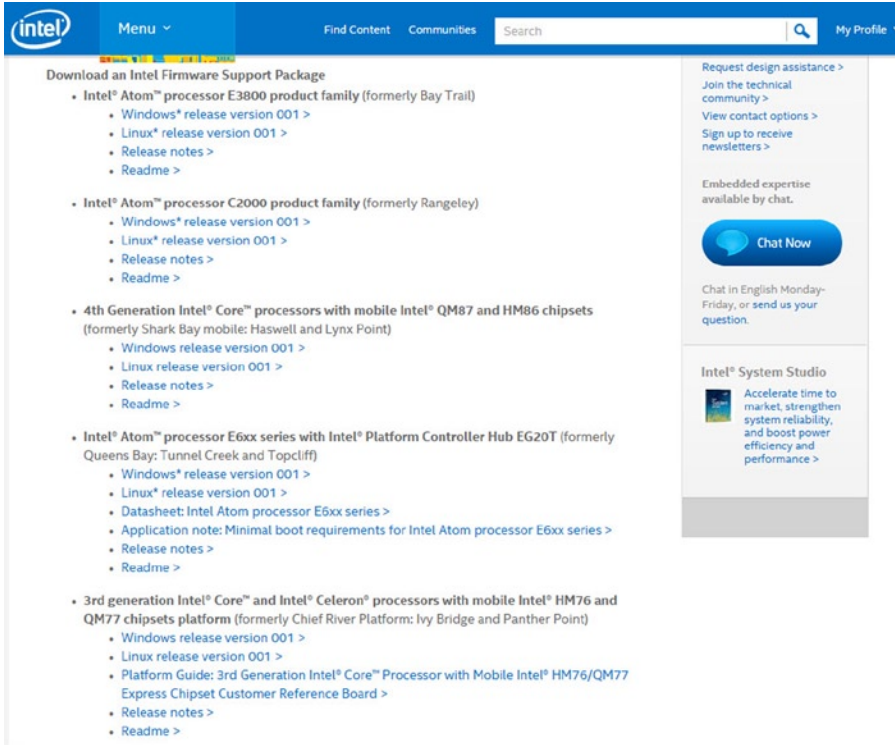 intel
Menu
Find Content
Communities
Search
My Profile
Download an Intel Firmware Support Package
• Intel® Atom™ processor E3800 product family (formerly Bay Trail)
• Windows* release version 001 >
• Linux* release version 001 >
• Release notes >
• Readme >
• Intel® Atom™ processor C2000 product family (formerly Rangeley)
• Windows* release version 001 >
• Linux* release version 001 >
• Release notes >
• Readme >
• 4th Generation Intel® Core™ processors with mobile Intel® QM87 and HM86 chipsets
(formerly Shark Bay mobile: Haswell and Lynx Point)
• Windows release version 001 >
• Linux release version 001 >
• Release notes >
• Readme >
• Intel® Atom™ processor E6xx series with Intel® Platform Controller Hub EG20T (formerly
Queens Bay: Tunnel Creek and Topcliff)
• Windows* release version 001 >
• Linux* release version 001 >
• Datasheet: Intel Atom processor E6xx series >
• Application note: Minimal boot requirements for Intel Atom processor E6xx series >
• Release notes >
• Readme >
• 3rd generation Intel® Core™ and Intel® Celeron® processors with mobile Intel® HM76 and
QM77 chipsets platform (formerly Chief River Platform: Ivy Bridge and Panther Point)
• Windows release version 001 >
• Linux release version 001 >
• Platform Guide: 3rd Generation Intel® Core™ Processor with Mobile Intel® HM76/QM77
Express Chipset Customer Reference Board >
• Release notes >
• Readme >
Request design assistance >
Join the technical
community >
View contact options >
Sign up to receive
newsletters >
Embedded expertise
available by chat.
Chat Now
Chat in English Monday-
Friday, or send us your
question.
Intel® System Studio
Accelerate time to
market, strengthen
system reliability,
and boost power
efficiency and
performance >